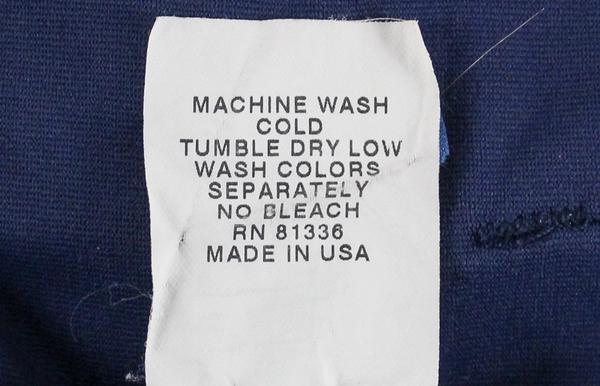 MACHINE WASH
COLD
TUMBLE DRY LOW
WASH COLORS
SEPARATELY
NO BLEACH
RN 81336
MADE IN USA